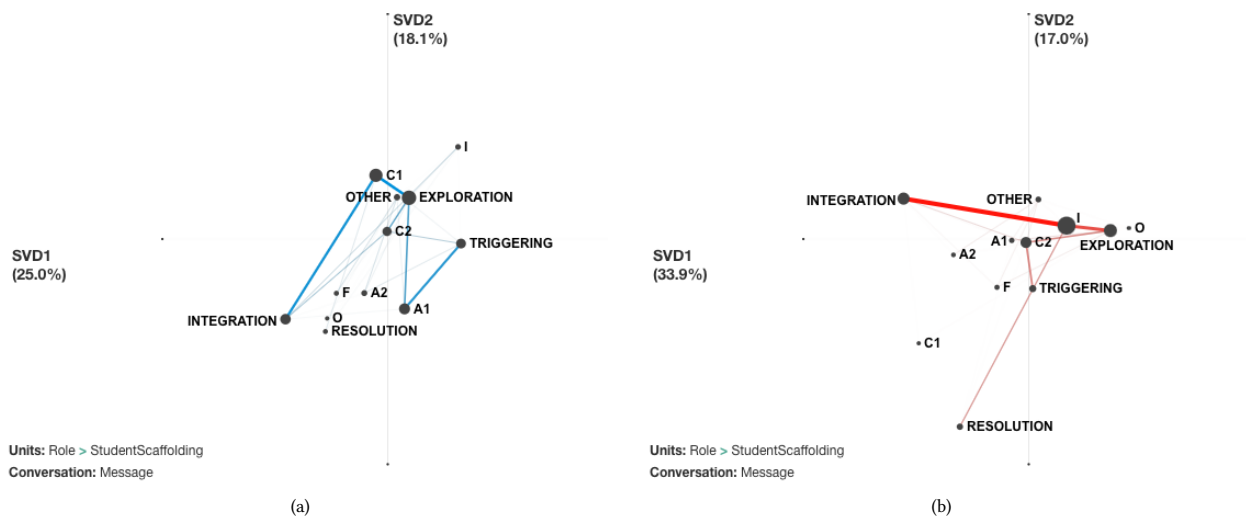 SVD2
(18.1%)
I
C1
OTHER
EXPLORATION
C2
TRIGGERING
SVD1
(25.0%)
F
A2
A1
INTEGRATION
O
RESOLUTION
Units: Role > StudentScaffolding
Conversation: Message
(a)
SVD2
(17.0%)
INTEGRATION
OTHER
I
O
A1
C2
EXPLORATION
A2
SVD1
(33.9%)
F
TRIGGERING
C1
RESOLUTION
Units: Role > StudentScaffolding
Conversation: Message
(b)